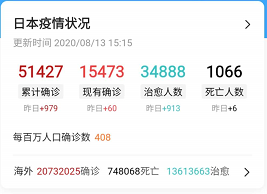 日本疫情状况
更新时间 2020/08/13 15:15
51427 15473 34888 1066
累计确诊 现有确诊 治愈人数 死亡人数
昨日+979 昨日+60 昨日+913 昨日+6
每百万人口确诊数 408
海外 20732025确诊 748068死亡 13613663治愈